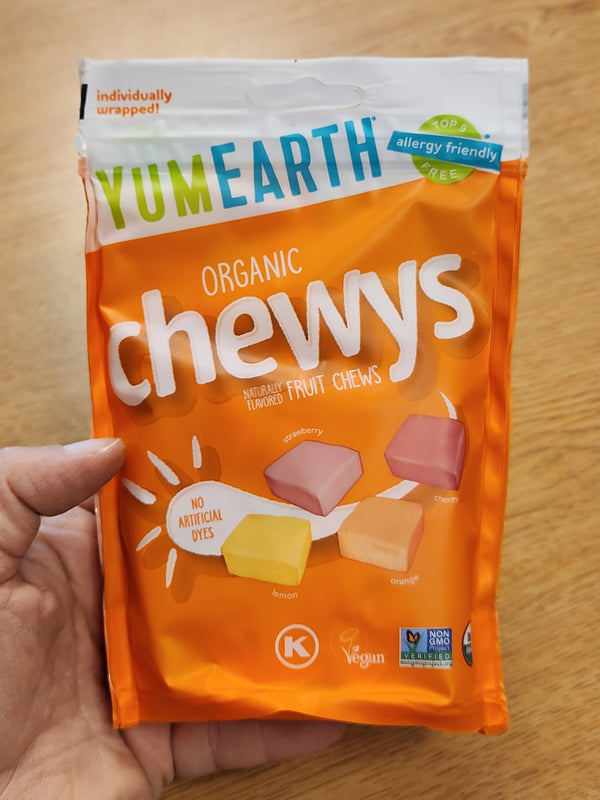 individually
wrapped!
YUMEARTH®
TOP 9
allergy friendly
FREE
ORGANIC
chewys
NATURALLY
FLAVORED FRUIT CHEWS
strawberry
cherry
NO
ARTIFICIAL
DYES
lemon
orange
K
Vegan
NON
GMO
Project
VERIFIED
nongmoproject.org